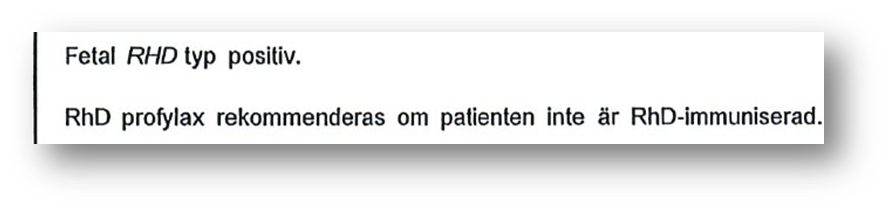 Fetal RHD typ positiv.
RhD profylax rekommenderas om patienten inte är RhD-immuniserad.